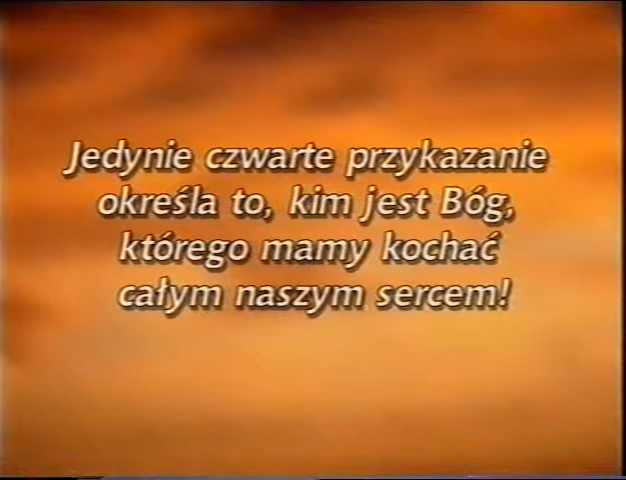 Jedynie czwarte przykazanie
określa to, kim jest Bóg,
którego mamy kochać
całym naszym sercem!